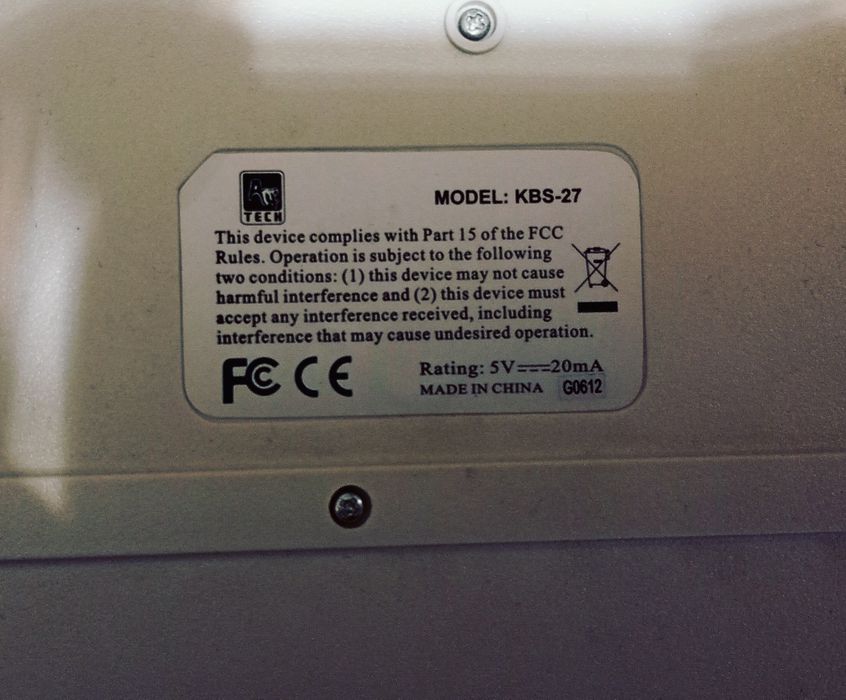 A4
TECH
MODEL: KBS-27
This device complies with Part 15 of the FCC
Rules. Operation is subject to the following
two conditions: (1) this device may not cause
harmful interference and (2) this device must
accept any interference received, including
interference that may cause undesired operation.
FC CE
Rating: 5V⎓20mA
MADE IN CHINA G0612